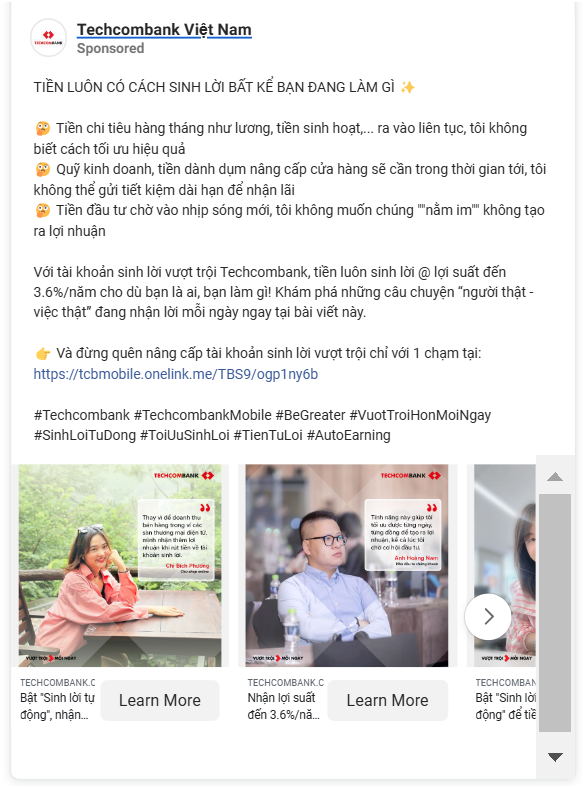 Techcombank Việt Nam
Sponsored
TECHCOMBANK
TIỀN LUÔN CÓ CÁCH SINH LỜI BẤT KỂ BẠN ĐANG LÀM GÌ ✨
🫣 Tiền chi tiêu hàng tháng như lương, tiền sinh hoạt,... ra vào liên tục, tôi không
biết cách tối ưu hiệu quả
🫣 Quỹ kinh doanh, tiền dành dụm nâng cấp cửa hàng sẽ cần trong thời gian tới, tôi
không thể gửi tiết kiệm dài hạn để nhận lãi
🫣 Tiền đầu tư chờ vào nhịp sóng mới, tôi không muốn chúng ""nằm im"" không tạo
ra lợi nhuận
Với tài khoản sinh lời vượt trội Techcombank, tiền luôn sinh lời @ lợi suất đến
3.6%/năm cho dù bạn là ai, bạn làm gì! Khám phá những câu chuyện “người thật -
việc thật” đang nhận lời mỗi ngày ngay tại bài viết này.
👉 Và đừng quên nâng cấp tài khoản sinh lời vượt trội chỉ với 1 chạm tại:
https://tcbmobile.onelink.me/TBS9/ogp1ny6b
#Techcombank #TechcombankMobile #BeGreater #VuotTroiHonMoiNgay
#SinhLoiTuDong #ToiUuSinhLoi #TienTuLoi #AutoEarning
TECHCOMBANK
Thay vì để doanh thu
bán hàng trong ví các
sàn thương mại điện tử,
mình nhận thêm lợi
nhuận khi rút tiền về tài
khoản sinh lời.
Chị Bích Phương
Chủ shop online
VƯỢT TRỘI MỖI NGÀY
TECHCOMBANK.C
Bật "Sinh lời tự
động", nhận...
Learn More
TECHCOMBANK
Tính năng này giúp tôi
tối ưu được từng ngày,
từng đồng để tạo ra lợi
nhuận, kể cả lúc tôi
chờ cơ hội đầu tư.
Anh Hoàng Nam
Nhà đầu tư chứng khoán
VƯỢT TRỘI MỖI NGÀY
TECHCOMBANK.C
Nhận lợi suất
đến 3.6%/nă...
Learn More
VƯỢT TRỘI
TECHCOMBAN
Bật "Sinh lời
động" để tiề